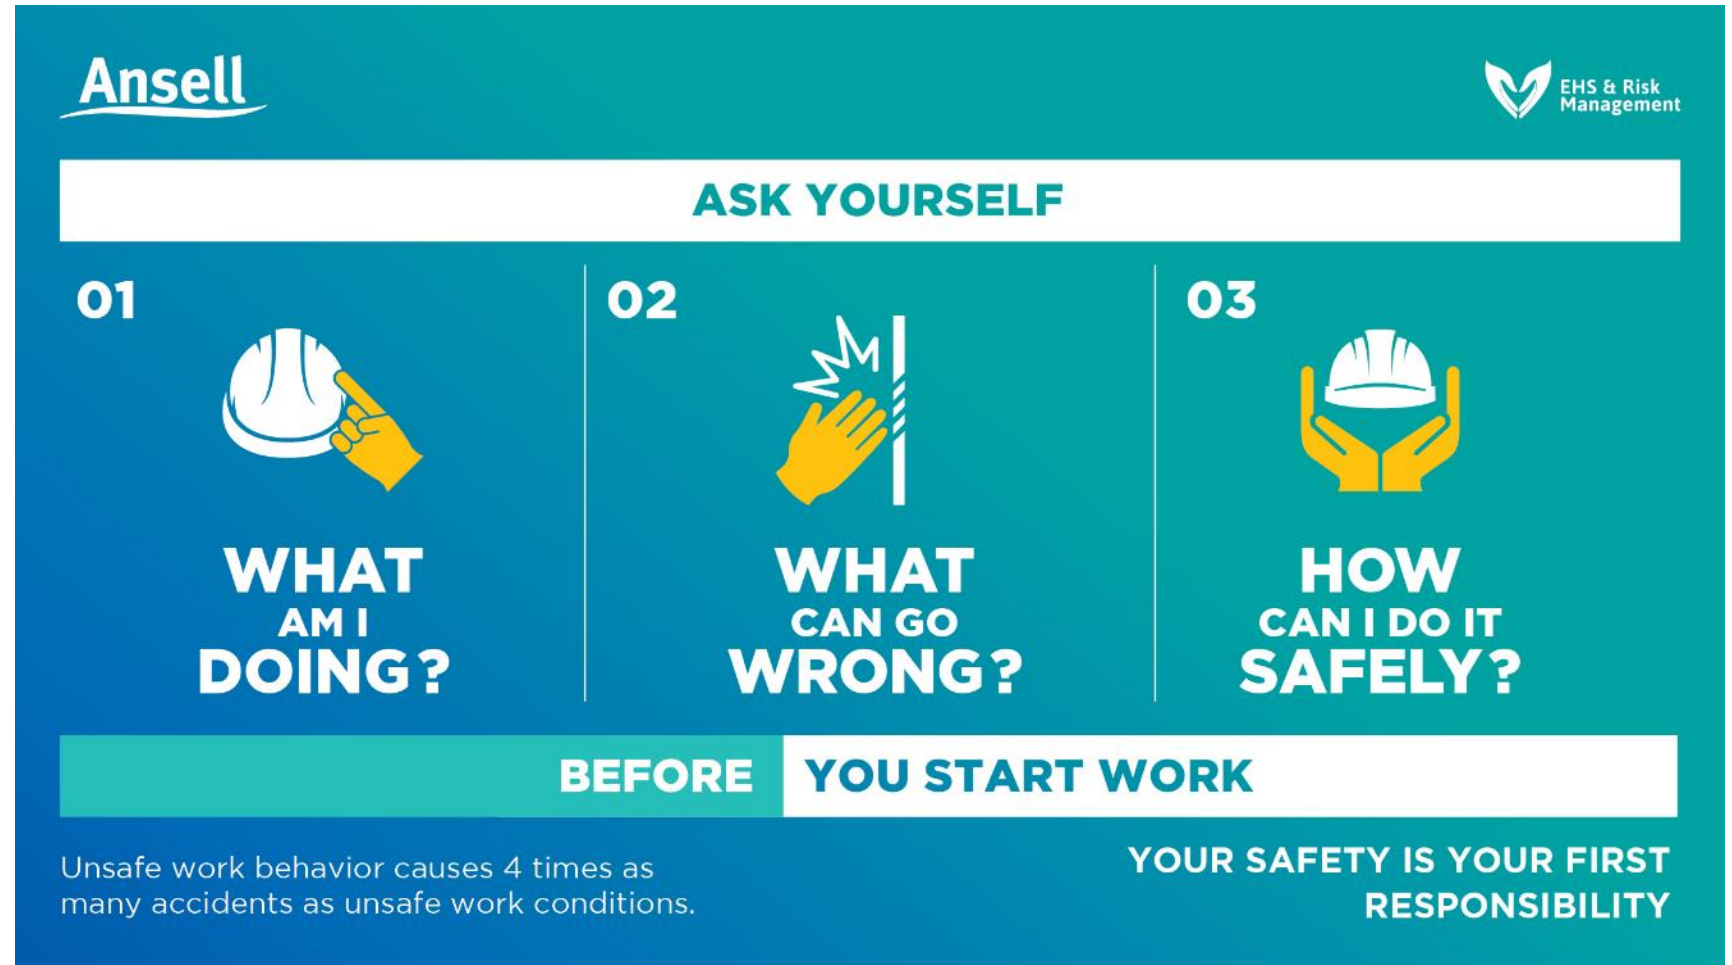 Ansell
EHS & Risk
Management
ASK YOURSELF
01
WHAT
AM I
DOING?
02
WHAT
CAN GO
WRONG?
03
HOW
CAN I DO IT
SAFELY?
BEFORE YOU START WORK
Unsafe work behavior causes 4 times as
many accidents as unsafe work conditions.
YOUR SAFETY IS YOUR FIRST
RESPONSIBILITY